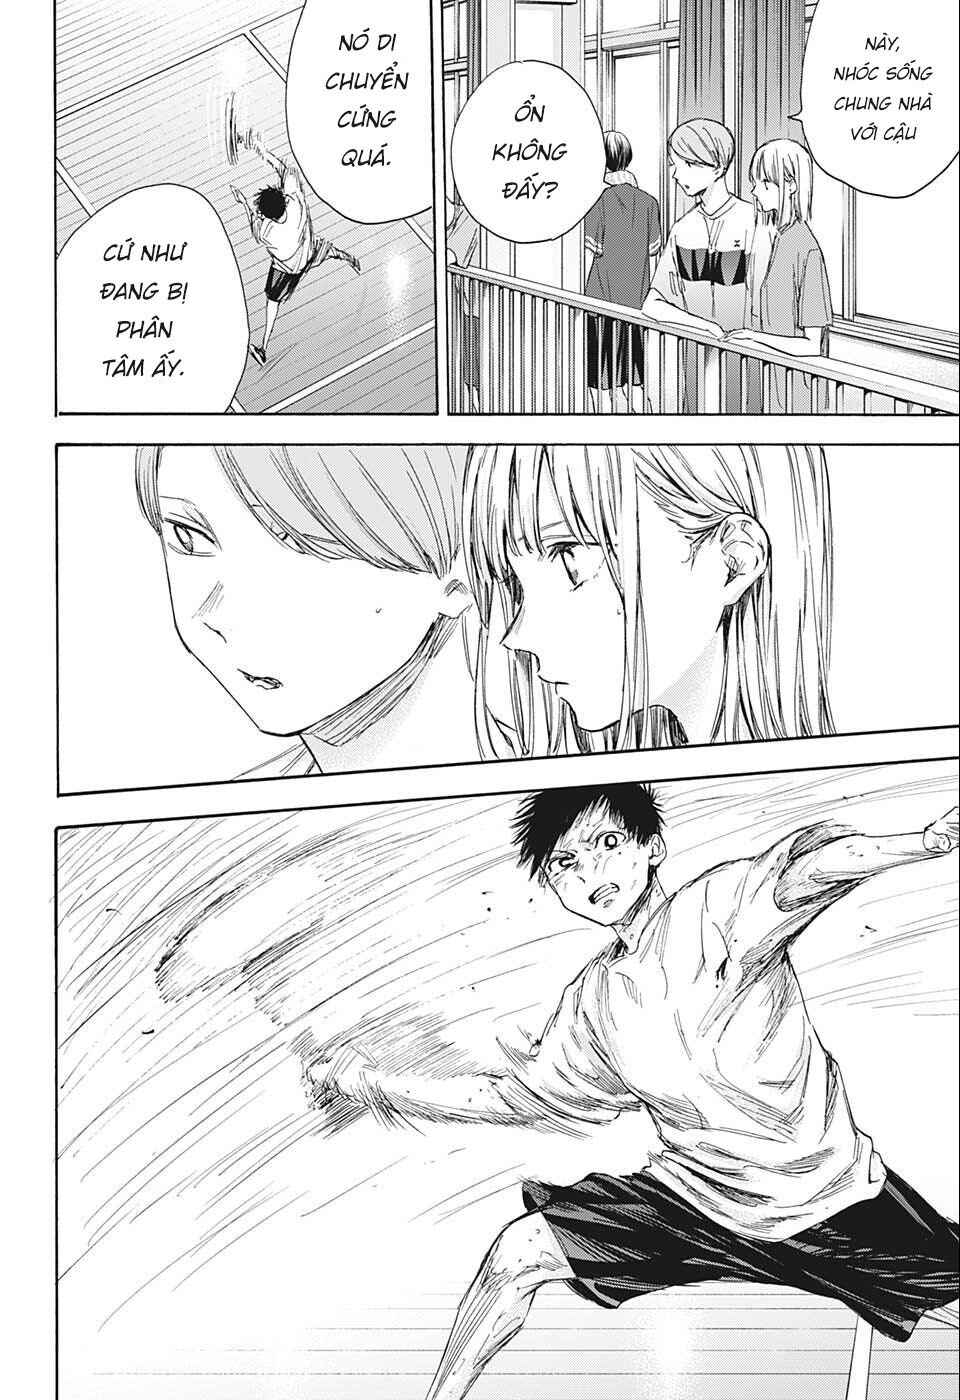 NÀY,
NHÓC SỐNG
CHUNG NHÀ
VỚI CẬU
ỔN
KHÔNG
ĐẤY?
NÓ DI
CHUYỂN
CỨNG
QUÁ.
CỨ NHƯ
ĐANG BỊ
PHÂN
TÂM ẤY.